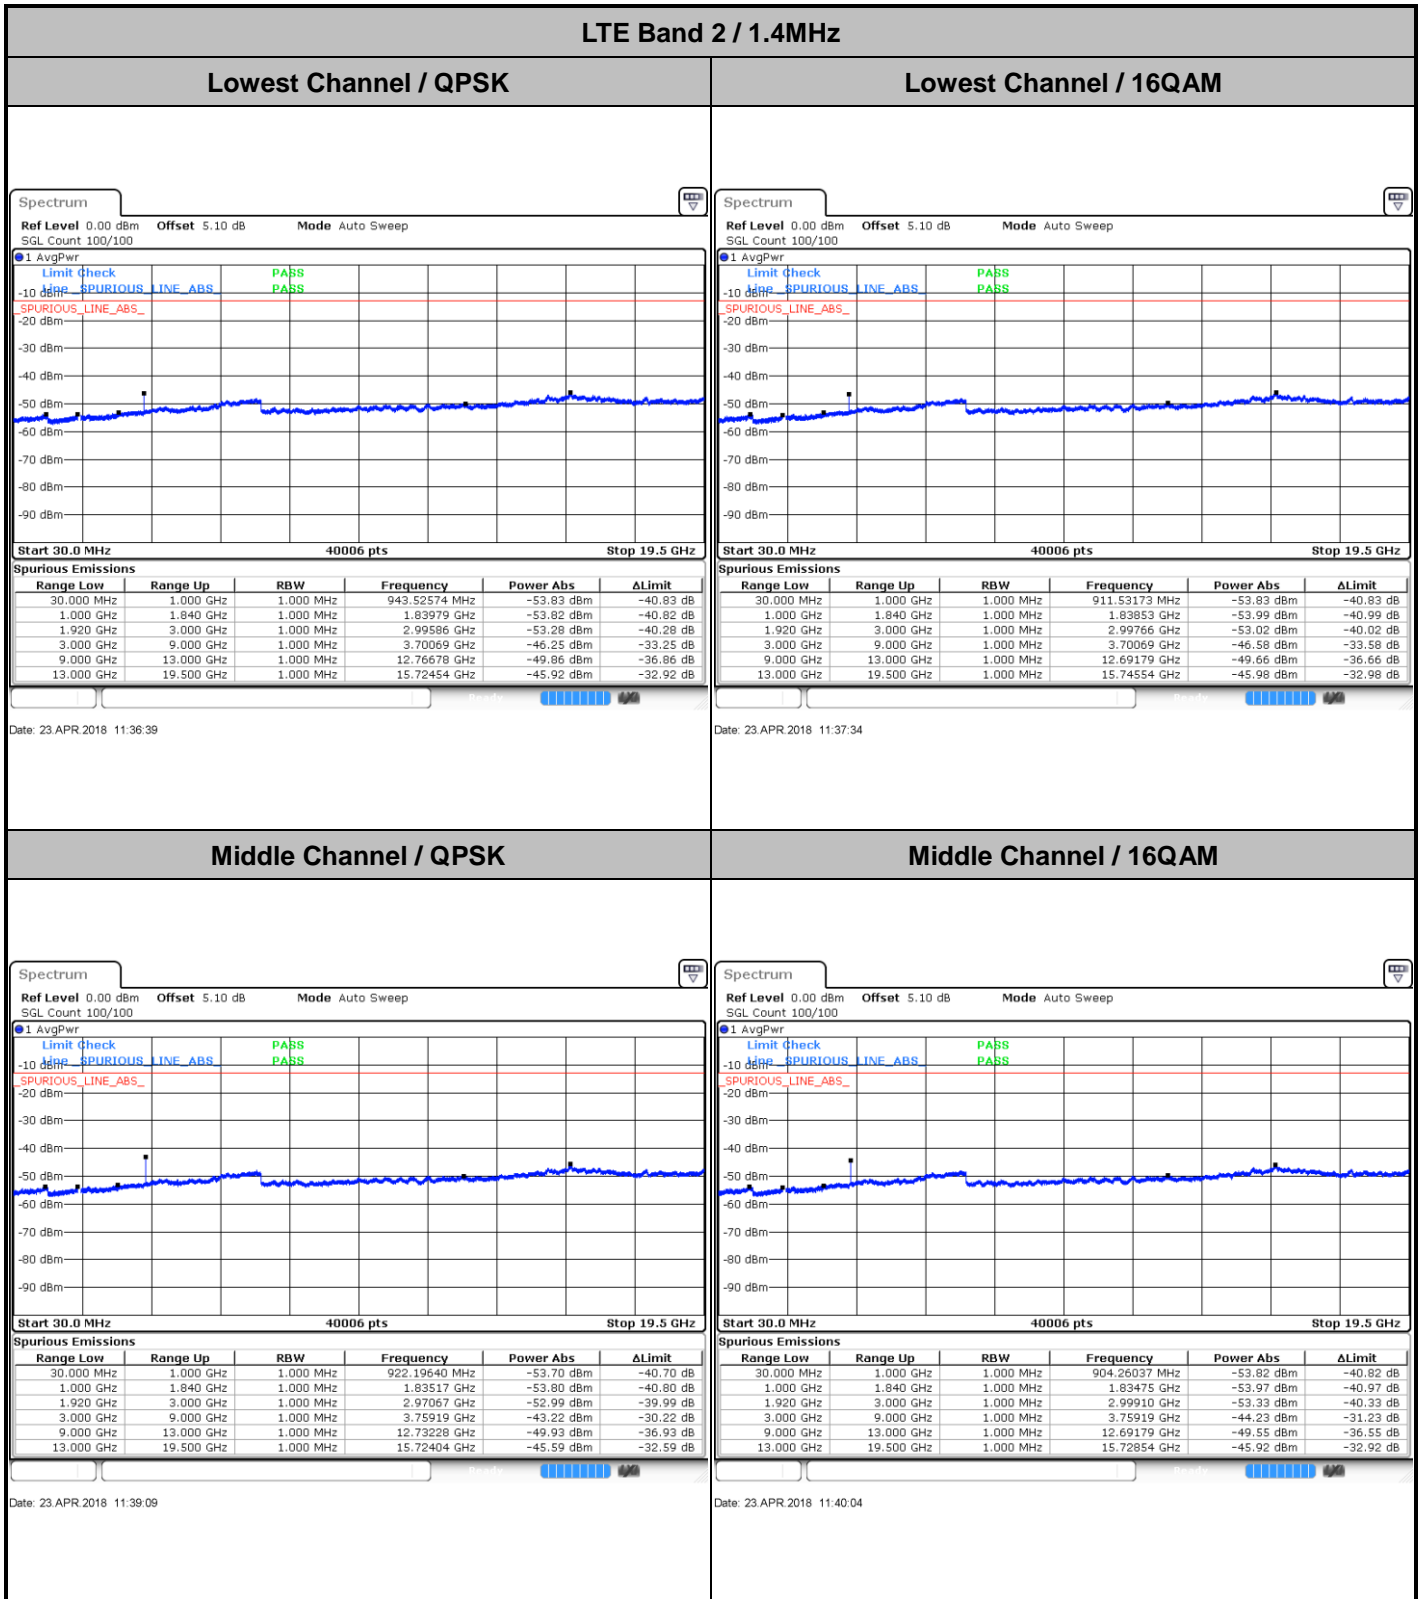 LTE Band 2 / 1.4MHz
Lowest Channel / QPSK
Lowest Channel / 16QAM
Spectrum
Ref Level 0.00 dBm Offset 5.10 dB Mode Auto Sweep
SGL Count 100/100
1 AvgPwr
Limit Check PASS
Line _SPURIOUS_LINE_ABS_ PASS
-10 dBm
_SPURIOUS_LINE_ABS_
-20 dBm
-30 dBm
-40 dBm
-50 dBm
-60 dBm
-70 dBm
-80 dBm
-90 dBm
Start 30.0 MHz 40006 pts Stop 19.5 GHz
Spurious Emissions
Range Low Range Up RBW Frequency Power Abs ΔLimit
30.000 MHz 1.000 GHz 1.000 MHz 943.52574 MHz -53.83 dBm -40.83 dB
1.000 GHz 1.840 GHz 1.000 MHz 1.83979 GHz -53.82 dBm -40.82 dB
1.920 GHz 3.000 GHz 1.000 MHz 2.99586 GHz -53.28 dBm -40.28 dB
3.000 GHz 9.000 GHz 1.000 MHz 3.70069 GHz -46.25 dBm -33.25 dB
9.000 GHz 13.000 GHz 1.000 MHz 12.76678 GHz -49.86 dBm -36.86 dB
13.000 GHz 19.500 GHz 1.000 MHz 15.72454 GHz -45.92 dBm -32.92 dB
Date: 23.APR.2018 11:36:39
Spectrum
Ref Level 0.00 dBm Offset 5.10 dB Mode Auto Sweep
SGL Count 100/100
1 AvgPwr
Limit Check PASS
Line _SPURIOUS_LINE_ABS_ PASS
-10 dBm
_SPURIOUS_LINE_ABS_
-20 dBm
-30 dBm
-40 dBm
-50 dBm
-60 dBm
-70 dBm
-80 dBm
-90 dBm
Start 30.0 MHz 40006 pts Stop 19.5 GHz
Spurious Emissions
Range Low Range Up RBW Frequency Power Abs ΔLimit
30.000 MHz 1.000 GHz 1.000 MHz 911.53173 MHz -53.83 dBm -40.83 dB
1.000 GHz 1.840 GHz 1.000 MHz 1.83853 GHz -53.99 dBm -40.99 dB
1.920 GHz 3.000 GHz 1.000 MHz 2.99766 GHz -53.02 dBm -40.02 dB
3.000 GHz 9.000 GHz 1.000 MHz 3.70069 GHz -46.58 dBm -33.58 dB
9.000 GHz 13.000 GHz 1.000 MHz 12.69179 GHz -49.66 dBm -36.66 dB
13.000 GHz 19.500 GHz 1.000 MHz 15.74554 GHz -45.98 dBm -32.98 dB
Date: 23.APR.2018 11:37:34
Middle Channel / QPSK
Middle Channel / 16QAM
Spectrum
Ref Level 0.00 dBm Offset 5.10 dB Mode Auto Sweep
SGL Count 100/100
1 AvgPwr
Limit Check PASS
Line _SPURIOUS_LINE_ABS_ PASS
-10 dBm
_SPURIOUS_LINE_ABS_
-20 dBm
-30 dBm
-40 dBm
-50 dBm
-60 dBm
-70 dBm
-80 dBm
-90 dBm
Start 30.0 MHz 40006 pts Stop 19.5 GHz
Spurious Emissions
Range Low Range Up RBW Frequency Power Abs ΔLimit
30.000 MHz 1.000 GHz 1.000 MHz 922.19640 MHz -53.70 dBm -40.70 dB
1.000 GHz 1.840 GHz 1.000 MHz 1.83517 GHz -53.80 dBm -40.80 dB
1.920 GHz 3.000 GHz 1.000 MHz 2.97067 GHz -52.99 dBm -39.99 dB
3.000 GHz 9.000 GHz 1.000 MHz 3.75919 GHz -43.22 dBm -30.22 dB
9.000 GHz 13.000 GHz 1.000 MHz 12.73228 GHz -49.93 dBm -36.93 dB
13.000 GHz 19.500 GHz 1.000 MHz 15.72404 GHz -45.59 dBm -32.59 dB
Date: 23.APR.2018 11:39:09
Spectrum
Ref Level 0.00 dBm Offset 5.10 dB Mode Auto Sweep
SGL Count 100/100
1 AvgPwr
Limit Check PASS
Line _SPURIOUS_LINE_ABS_ PASS
-10 dBm
_SPURIOUS_LINE_ABS_
-20 dBm
-30 dBm
-40 dBm
-50 dBm
-60 dBm
-70 dBm
-80 dBm
-90 dBm
Start 30.0 MHz 40006 pts Stop 19.5 GHz
Spurious Emissions
Range Low Range Up RBW Frequency Power Abs ΔLimit
30.000 MHz 1.000 GHz 1.000 MHz 904.26037 MHz -53.82 dBm -40.82 dB
1.000 GHz 1.840 GHz 1.000 MHz 1.83475 GHz -53.97 dBm -40.97 dB
1.920 GHz 3.000 GHz 1.000 MHz 2.99910 GHz -53.33 dBm -40.33 dB
3.000 GHz 9.000 GHz 1.000 MHz 3.75919 GHz -44.23 dBm -31.23 dB
9.000 GHz 13.000 GHz 1.000 MHz 12.69179 GHz -49.55 dBm -36.55 dB
13.000 GHz 19.500 GHz 1.000 MHz 15.72854 GHz -45.92 dBm -32.92 dB
Date: 23.APR.2018 11:40:04